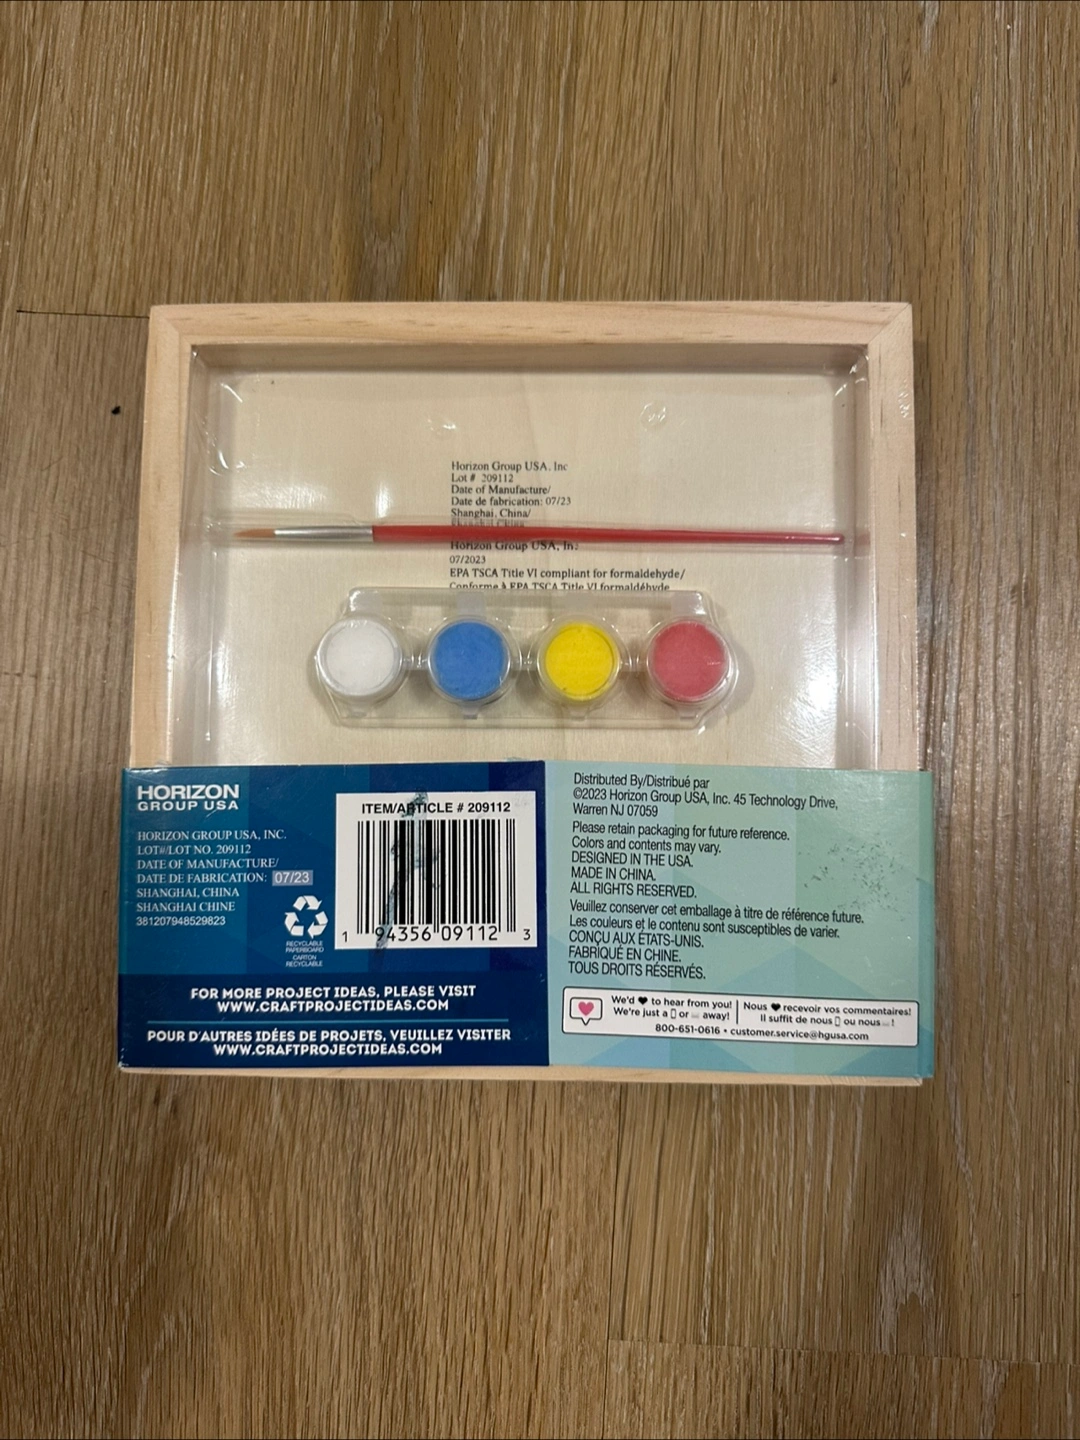 Horizon Group USA, Inc
Lot # 209112
Date of Manufacture/
Date de fabrication: 07/23
Shanghai, China/
Shanghai Chine
Horizon Group USA, Inc
07/2023
EPA TSCA Title VI compliant for formaldehyde/
Conforme à EPA TSCA Title VI formaldéhyde
HORIZON
GROUP USA
HORIZON GROUP USA, INC.
LOT#/LOT NO. 209112
DATE OF MANUFACTURE/
DATE DE FABRICATION: 07/23
SHANGHAI, CHINA
SHANGHAI CHINE
381207948529823
RECYCLABLE
PAPERBOARD
CARTON
RECYCLABLE
ITEM/ARTICLE # 209112
1 94356 09112 3
FOR MORE PROJECT IDEAS, PLEASE VISIT
WWW.CRAFTPROJECTIDEAS.COM
POUR D'AUTRES IDÉES DE PROJETS, VEUILLEZ VISITER
WWW.CRAFTPROJECTIDEAS.COM
Distributed By/Distribué par
©2023 Horizon Group USA, Inc. 45 Technology Drive,
Warren NJ 07059
Please retain packaging for future reference.
Colors and contents may vary.
DESIGNED IN THE USA.
MADE IN CHINA.
ALL RIGHTS RESERVED.
Veuillez conserver cet emballage à titre de référence future.
Les couleurs et le contenu sont susceptibles de varier.
CONÇU AUX ÉTATS-UNIS.
FABRIQUÉ EN CHINE.
TOUS DROITS RÉSERVÉS.
We'd ♥ to hear from you!
We're just a or away!
Nous ♥ recevoir vos commentaires!
Il suffit de nous ou nous !
800-651-0616 • customer.service@hgusa.com